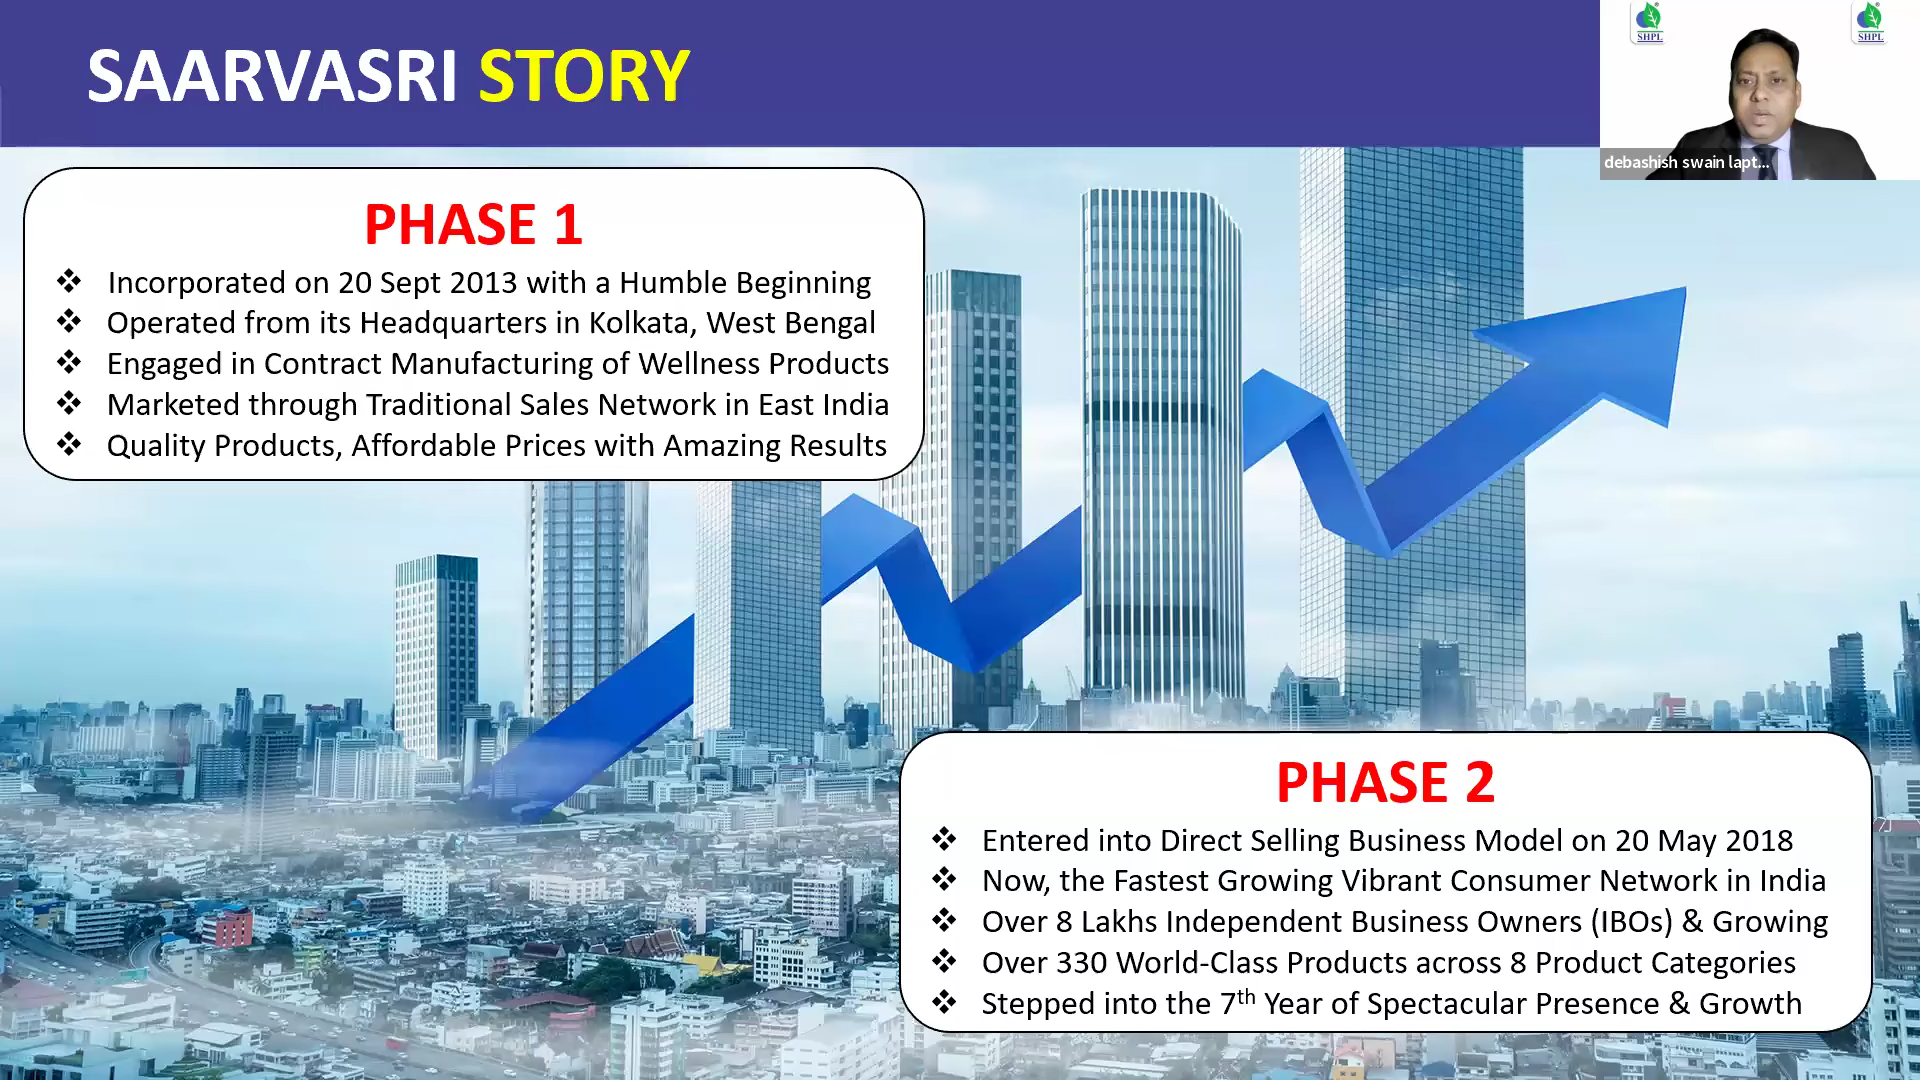 SAARVASRI STORY
SHPL
SHPL
debashish swain lapt...
PHASE 1
❖ Incorporated on 20 Sept 2013 with a Humble Beginning
❖ Operated from its Headquarters in Kolkata, West Bengal
❖ Engaged in Contract Manufacturing of Wellness Products
❖ Marketed through Traditional Sales Network in East India
❖ Quality Products, Affordable Prices with Amazing Results
PHASE 2
❖ Entered into Direct Selling Business Model on 20 May 2018
❖ Now, the Fastest Growing Vibrant Consumer Network in India
❖ Over 8 Lakhs Independent Business Owners (IBOs) & Growing
❖ Over 330 World-Class Products across 8 Product Categories
❖ Stepped into the 7th Year of Spectacular Presence & Growth